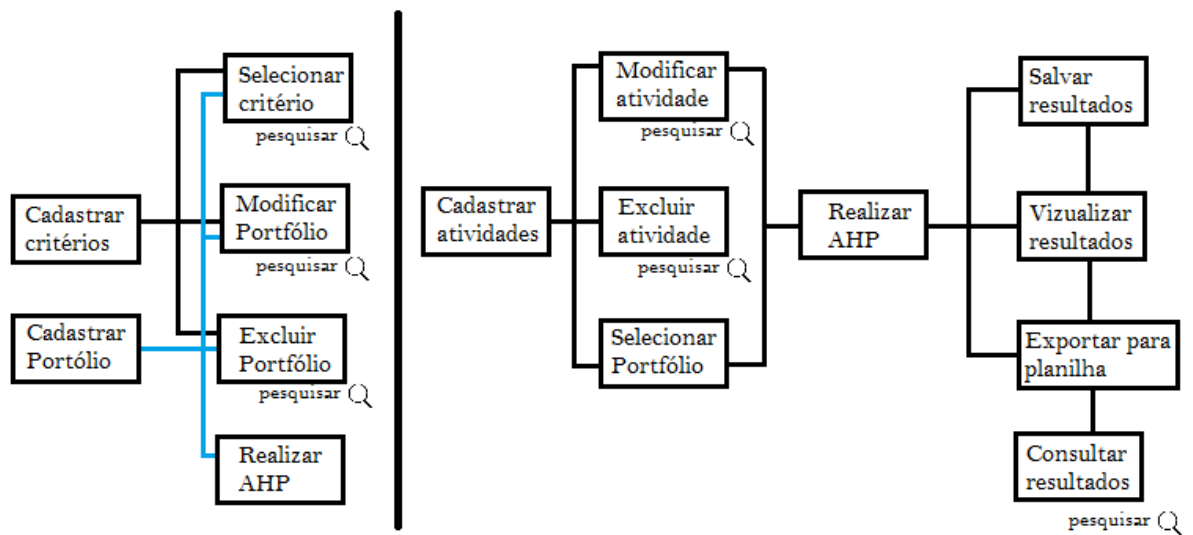 Selecionar
critério
pesquisar
Cadastrar
critérios
Modificar
Portfólio
pesquisar
Cadastrar
Portólio
Excluir
Portfólio
pesquisar
Realizar
AHP
Cadastrar
atividades
Modificar
atividade
pesquisar
Excluir
atividade
pesquisar
Selecionar
Portfólio
Realizar
AHP
Salvar
resultados
Vizualizar
resultados
Exportar para
planilha
Consultar
resultados
pesquisar